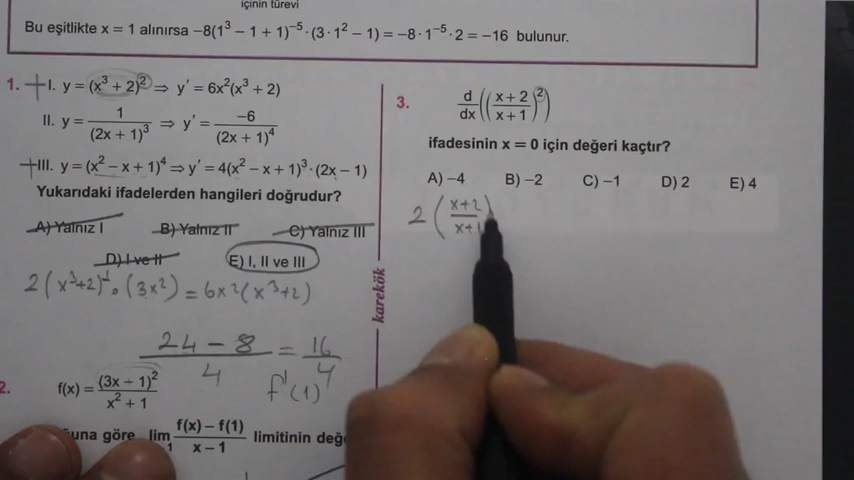 içinin türevi
Bu eşitlikte x = 1 alınırsa −8(1³ − 1 + 1)⁻⁵·(3·1² − 1) = −8·1⁻⁵·2 = −16 bulunur.
1. + I. y = (x³ + 2)² ⇒ y' = 6x²(x³ + 2)
II. y = 1/(2x + 1)³ ⇒ y' = −6/(2x + 1)⁴
+ III. y = (x² − x + 1)⁴ ⇒ y' = 4(x² − x + 1)³·(2x − 1)
Yukarıdaki ifadelerden hangileri doğrudur?
A) Yalnız I B) Yalnız II C) Yalnız III
D) I ve II E) I, II ve III
2(x³+2)¹·(3x²) = 6x²(x³+2)
(24 − 8)/4 = 16/4
f'(1)
2. f(x) = (3x − 1)²/(x² + 1)
göre, lim (f(x) − f(1))/(x − 1) limitinin
karekök
3. d/dx(((x + 2)/(x + 1))²)
ifadesinin x = 0 için değeri kaçtır?
A) −4 B) −2 C) −1 D) 2 E) 4
2((x+2)/(x+1